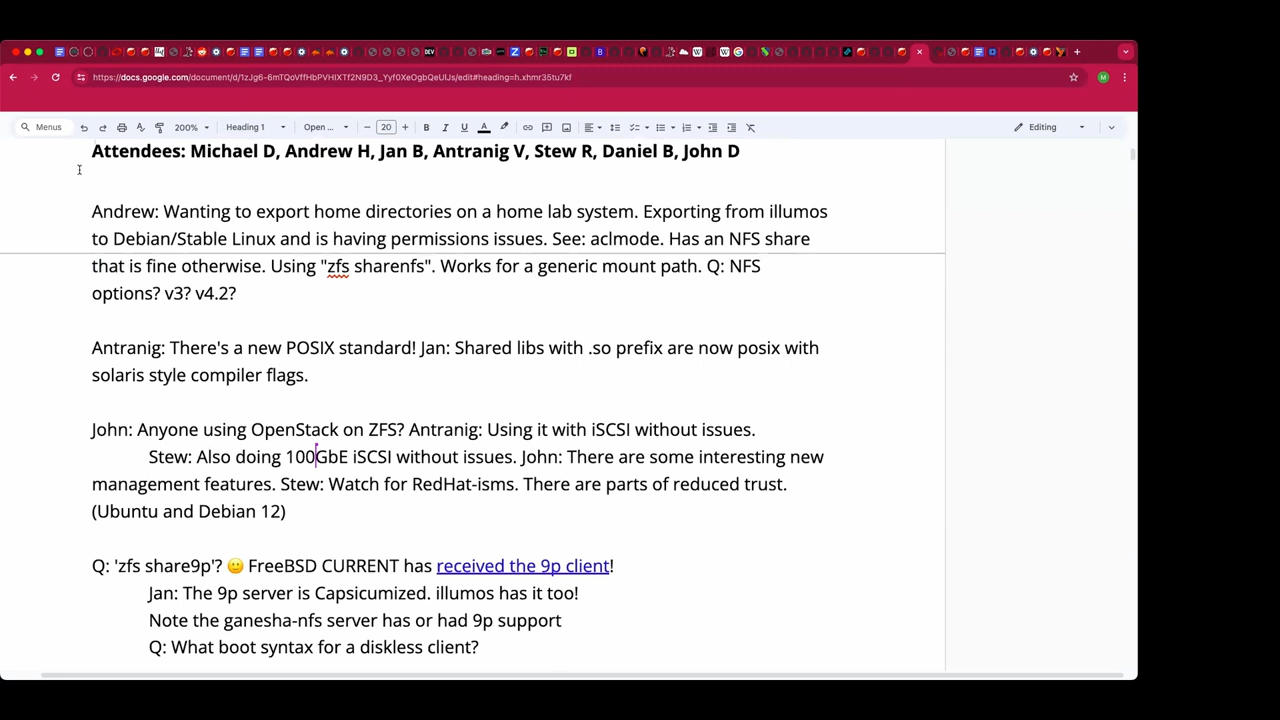 https://docs.google.com/document/d/1zJg6-6mTQoVffHbPVHIXTf2N9D3_Yyf0XeOgbQeUIJs/edit#heading=h.xhmr35tu7kf
M
Menus
200%
Heading 1
Open ...
20
B I U A
Editing
Attendees: Michael D, Andrew H, Jan B, Antranig V, Stew R, Daniel B, John D
Andrew: Wanting to export home directories on a home lab system. Exporting from illumos
to Debian/Stable Linux and is having permissions issues. See: aclmode. Has an NFS share
that is fine otherwise. Using "zfs sharenfs". Works for a generic mount path. Q: NFS
options? v3? v4.2?
Antranig: There's a new POSIX standard! Jan: Shared libs with .so prefix are now posix with
solaris style compiler flags.
John: Anyone using OpenStack on ZFS? Antranig: Using it with iSCSI without issues.
Stew: Also doing 100GbE iSCSI without issues. John: There are some interesting new
management features. Stew: Watch for RedHat-isms. There are parts of reduced trust.
(Ubuntu and Debian 12)
Q: 'zfs share9p'? 🙂 FreeBSD CURRENT has received the 9p client!
Jan: The 9p server is Capsicumized. illumos has it too!
Note the ganesha-nfs server has or had 9p support
Q: What boot syntax for a diskless client?